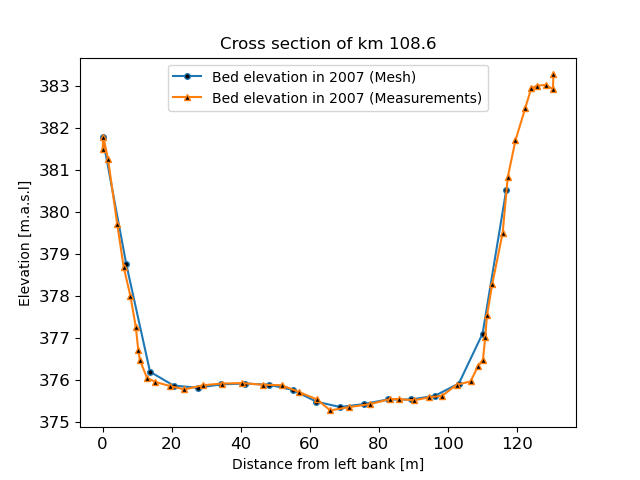 Cross section of km 108.6
Bed elevation in 2007 (Mesh)
Bed elevation in 2007 (Measurements)
Elevation [m.a.s.l]
383
382
381
380
379
378
377
376
375
0 20 40 60 80 100 120
Distance from left bank [m]